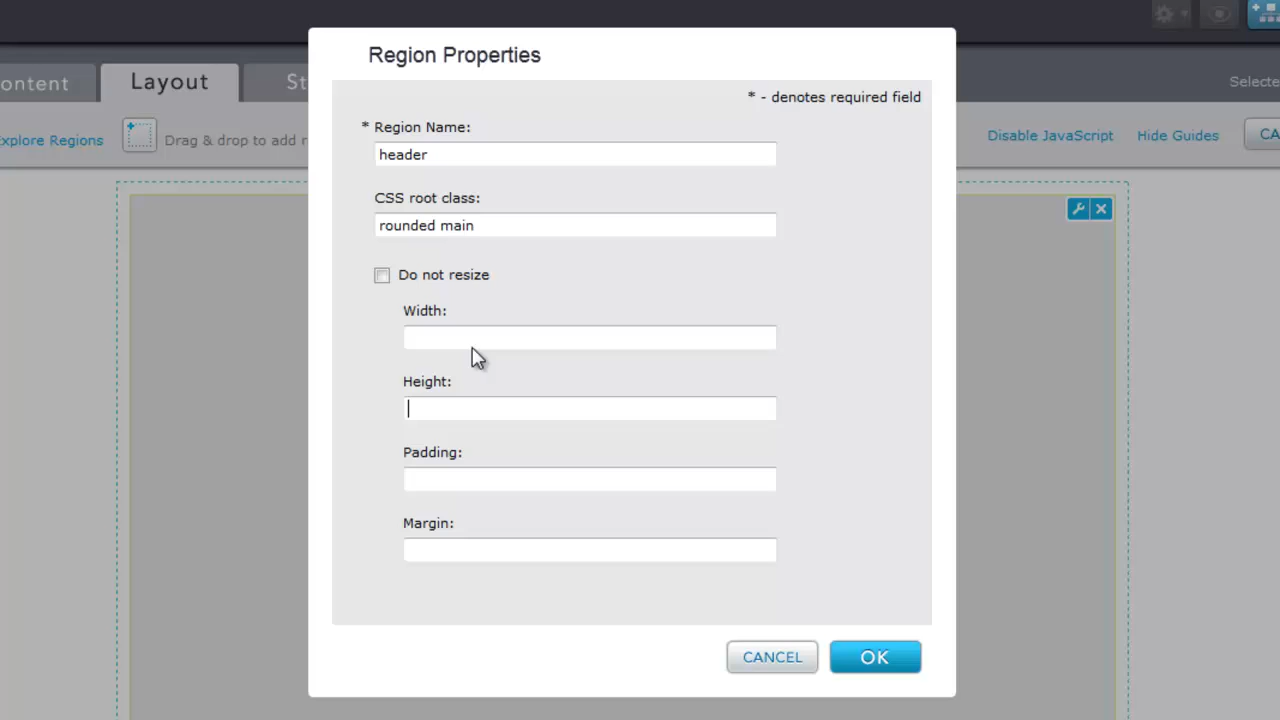 Region Properties
ontent
Layout
St
Selecte
* - denotes required field
* Region Name:
xplore Regions
Drag & drop to add r
Disable JavaScript
Hide Guides
CA
header
CSS root class:
rounded main
Do not resize
Width:
Height:
Padding:
Margin:
CANCEL
OK